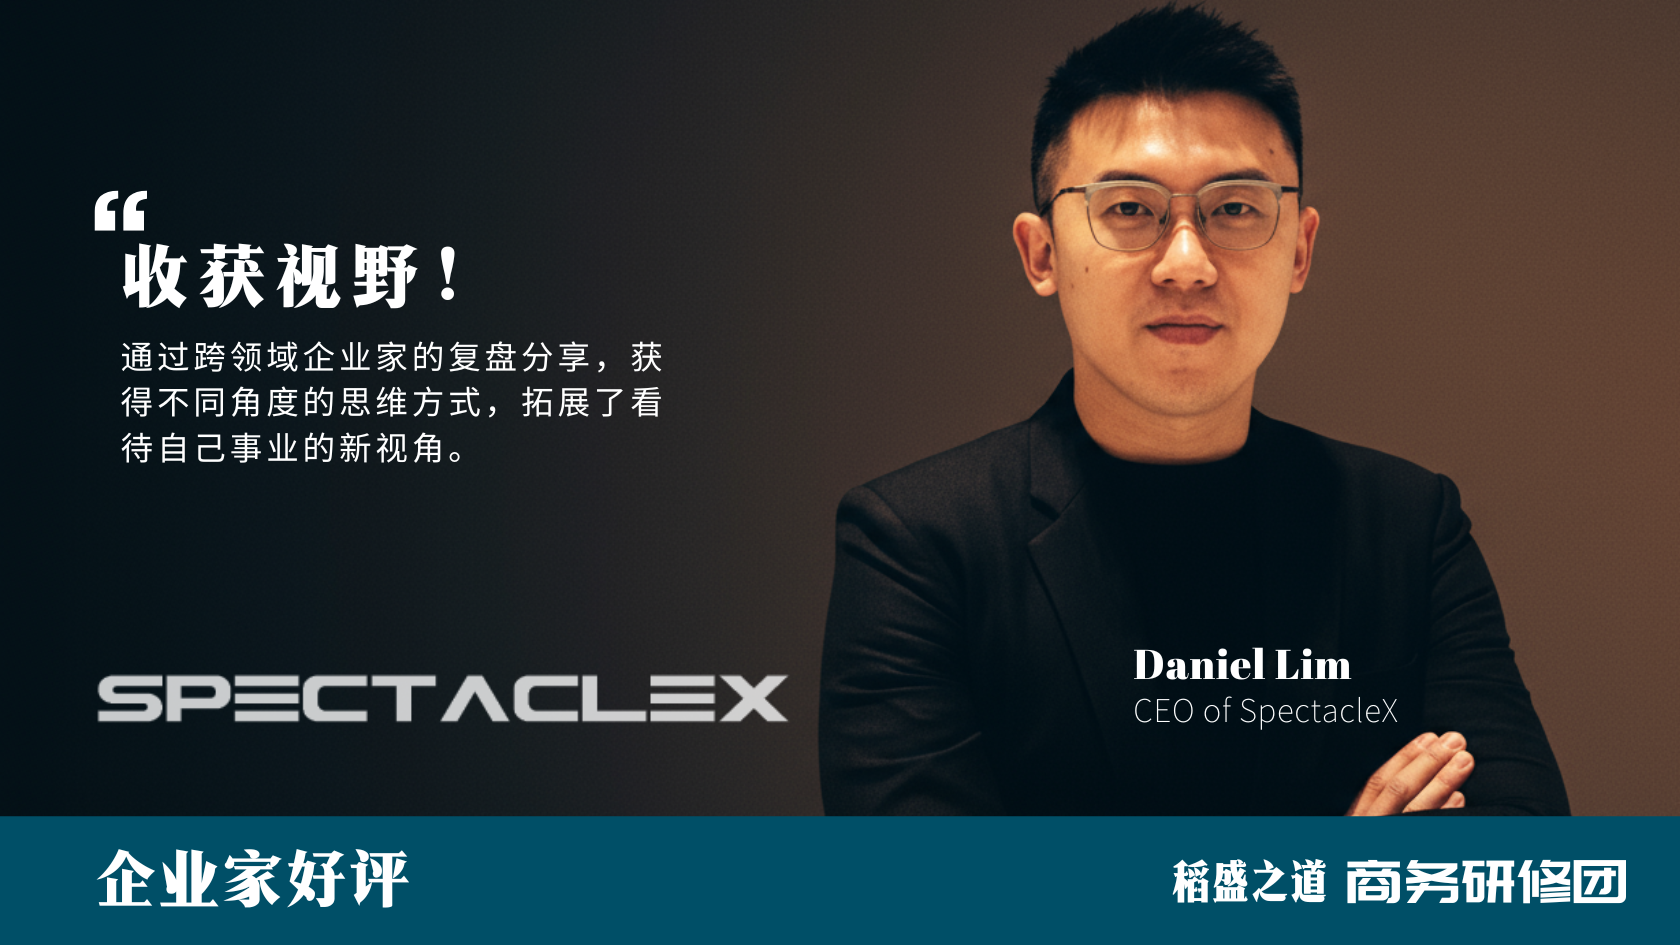 “
收获视野！
通过跨领域企业家的复盘分享，获
得不同角度的思维方式，拓展了看
待自己事业的新视角。
SPECTACLEX
Daniel Lim
CEO of SpectacleX
企业家好评
稻盛之道 商务研修团